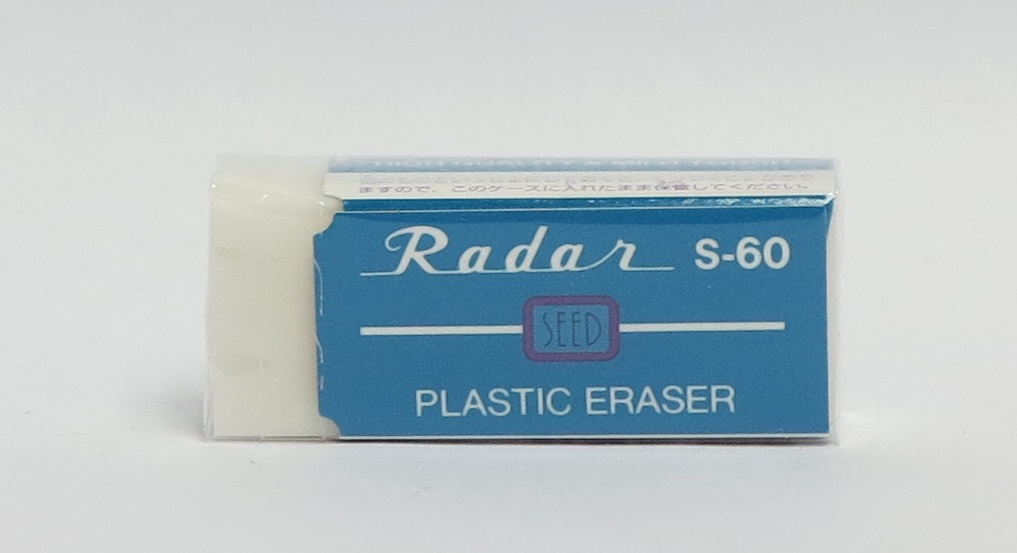 ますので、このケースに入れたまま保管してください。
Radar S-60
SEED
PLASTIC ERASER